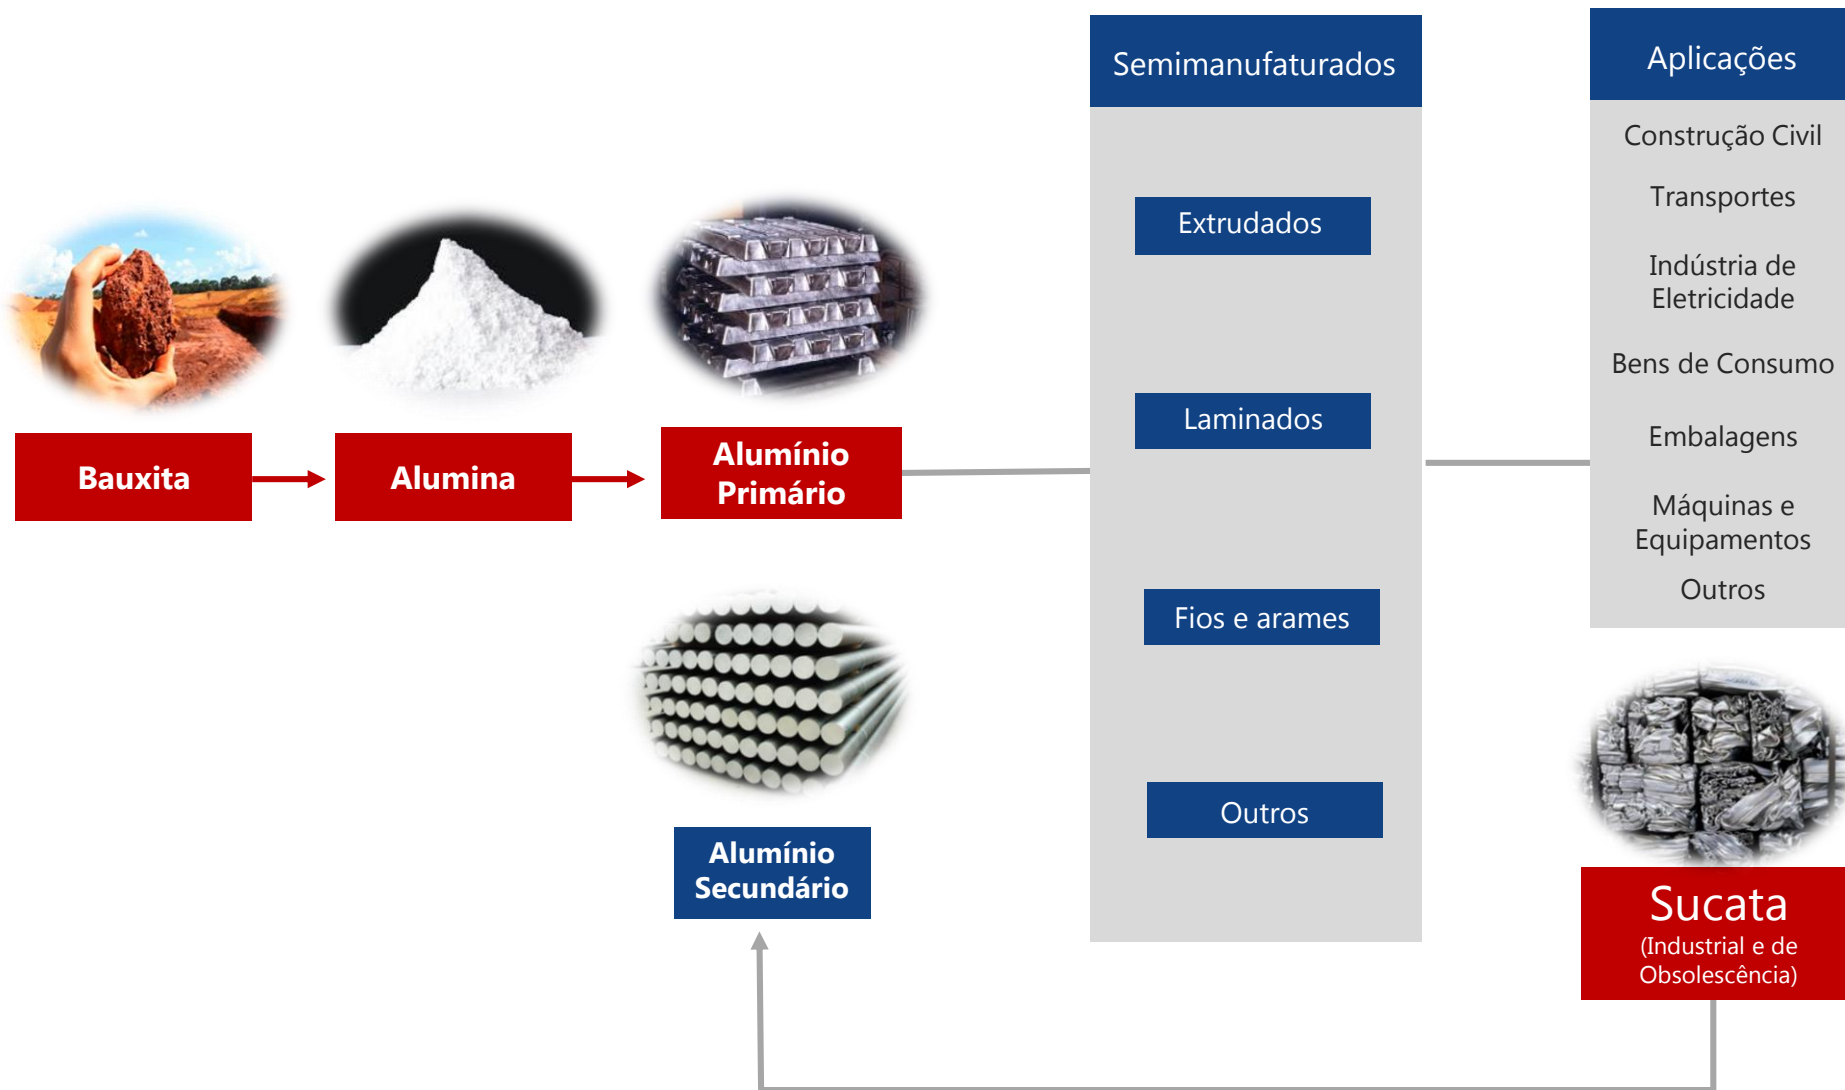 Bauxita
Alumina
Alumínio
Primário
Alumínio
Secundário
Semimanufaturados
Extrudados
Laminados
Fios e arames
Outros
Aplicações
Construção Civil
Transportes
Indústria de
Eletricidade
Bens de Consumo
Embalagens
Máquinas e
Equipamentos
Outros
Sucata
(Industrial e de
Obsolescência)